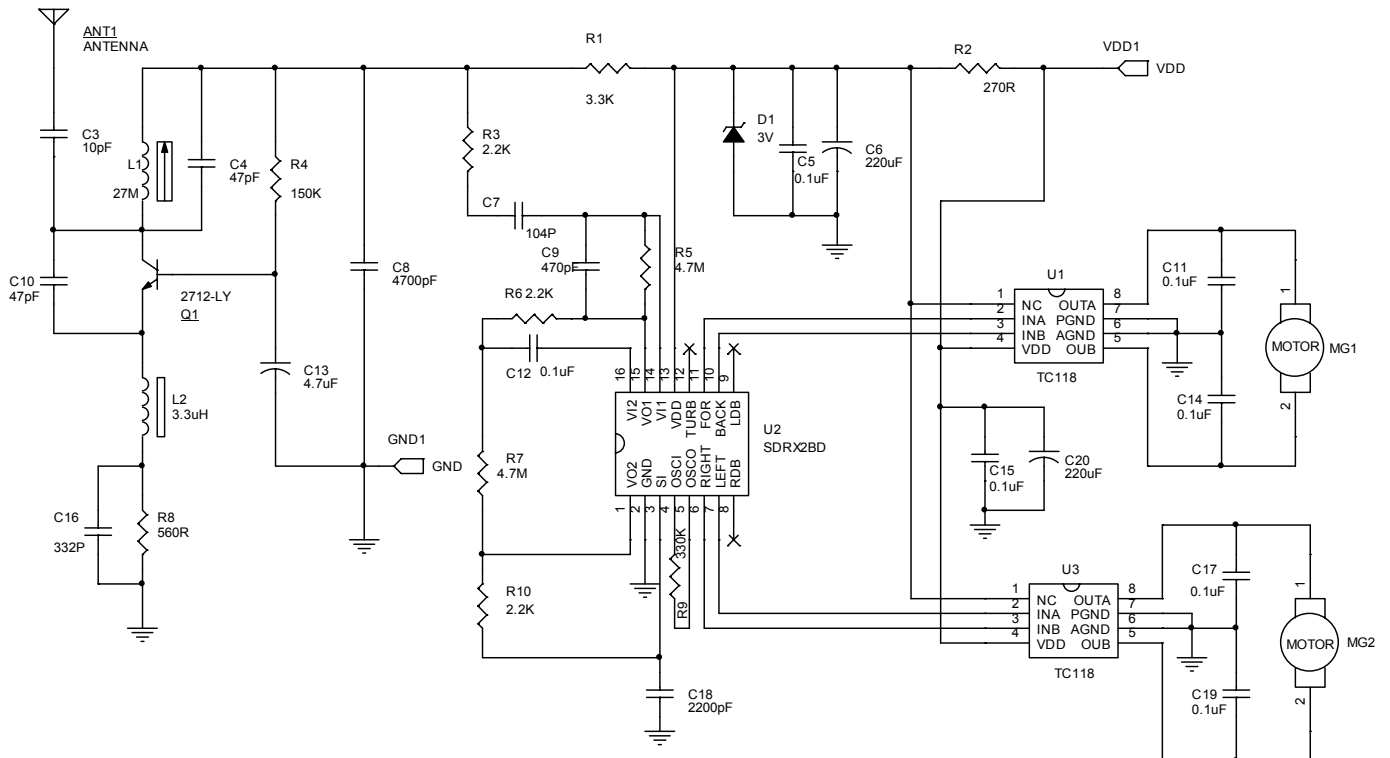 ANT1
ANTENNA
R1
3.3K
R2
270R
VDD1
VDD
C3
10pF
L1
27M
C4
47pF
R4
150K
R3
2.2K
D1
3V
C5
0.1uF
C6
220uF
C7
104P
C9
470pF
R5
4.7M
C10
47pF
2712-LY
Q1
C8
4700pF
R6 2.2K
C12
0.1uF
C13
4.7uF
L2
3.3uH
GND1
GND
R7
4.7M
16
15
14
13
12
11
10
9
VI2
VO1
VI1
VDD
TURB
FOR
BACK
LDB
VO2
GND
SI
OSCI
OSCO
RIGHT
LEFT
RDB
1
2
3
4
5
6
7
8
U2
SDRX2BD
U1
1 NC OUTA 8
2 INA PGND 7
3 INB AGND 6
4 VDD OUB 5
TC118
C11
0.1uF
C14
0.1uF
1
MOTOR
MG1
2
C15
0.1uF
C20
220uF
C16
332P
R8
560R
R10
2.2K
330K
R9
C18
2200pF
U3
1 NC OUTA 8
2 INA PGND 7
3 INB AGND 6
4 VDD OUB 5
TC118
C17
0.1uF
C19
0.1uF
1
MOTOR
MG2
2